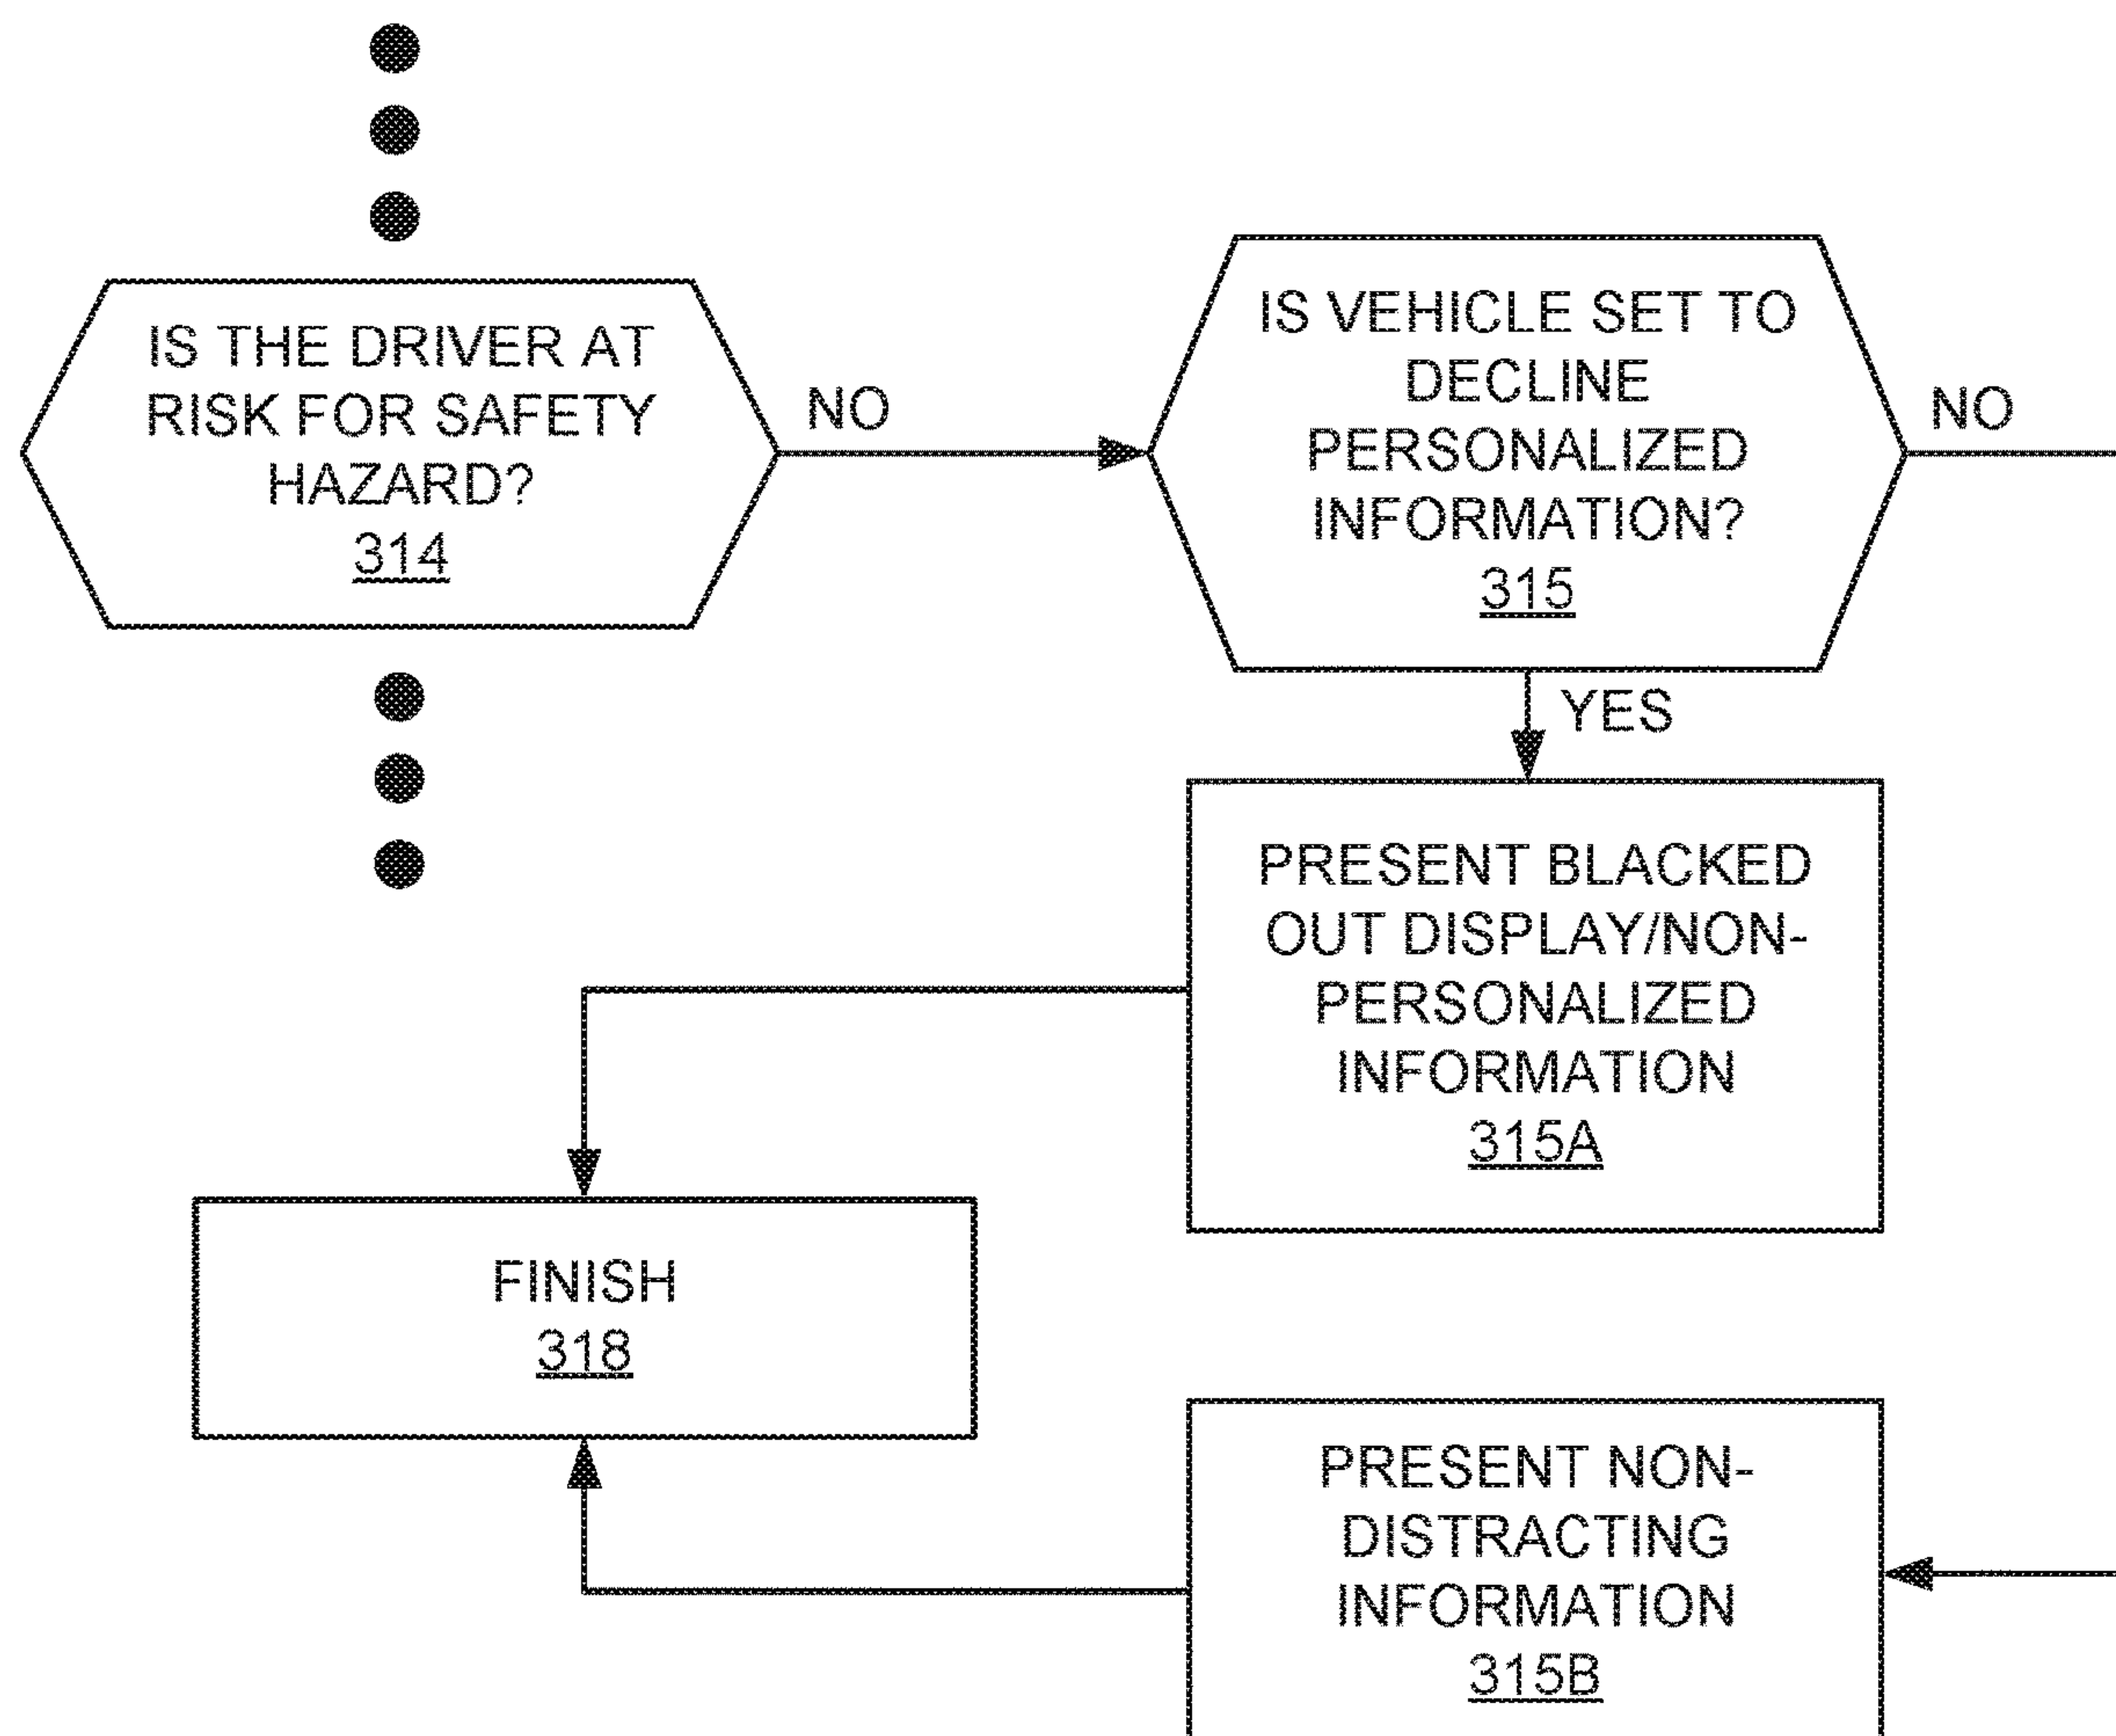 IS THE DRIVER AT
RISK FOR SAFETY
HAZARD?
314
NO
IS VEHICLE SET TO
DECLINE
PERSONALIZED
INFORMATION?
315
NO
YES
PRESENT BLACKED
OUT DISPLAY/NON-
PERSONALIZED
INFORMATION
315A
FINISH
318
PRESENT NON-
DISTRACTING
INFORMATION
315B